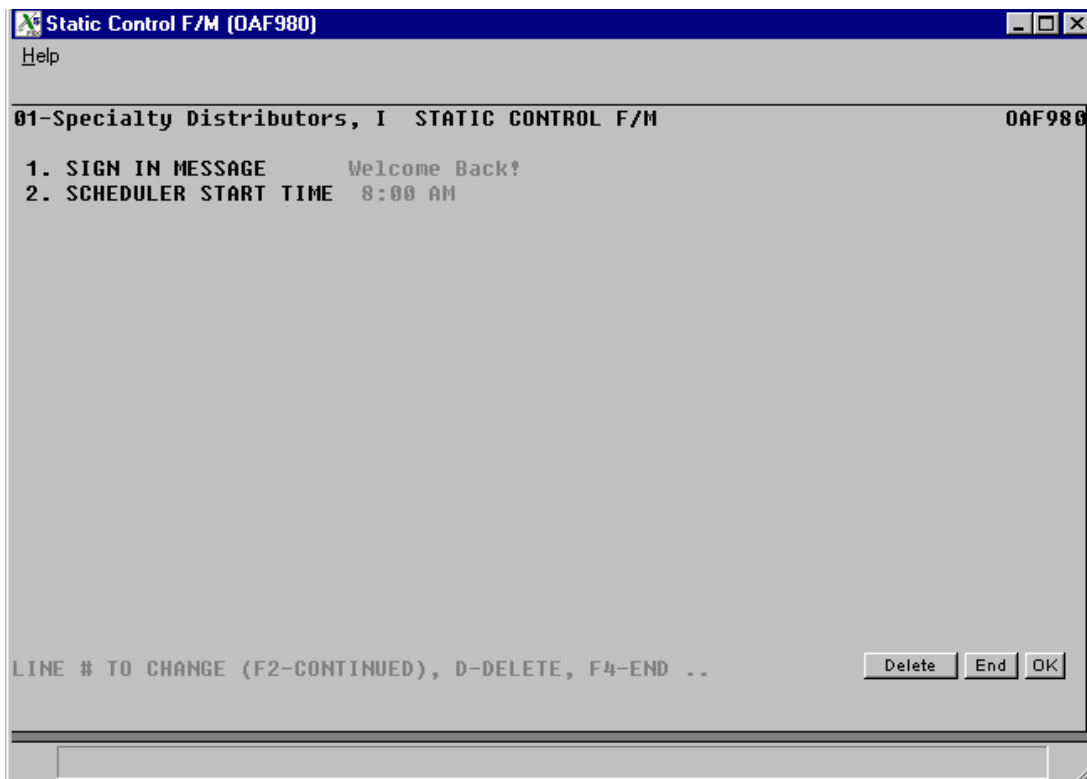 Static Control F/M (OAF980)
Help
01-Specialty Distributors, I STATIC CONTROL F/M OAF980
1. SIGN IN MESSAGE Welcome Back!
2. SCHEDULER START TIME 8:00 AM
LINE # TO CHANGE (F2-CONTINUED), D-DELETE, F4-END .. Delete End OK